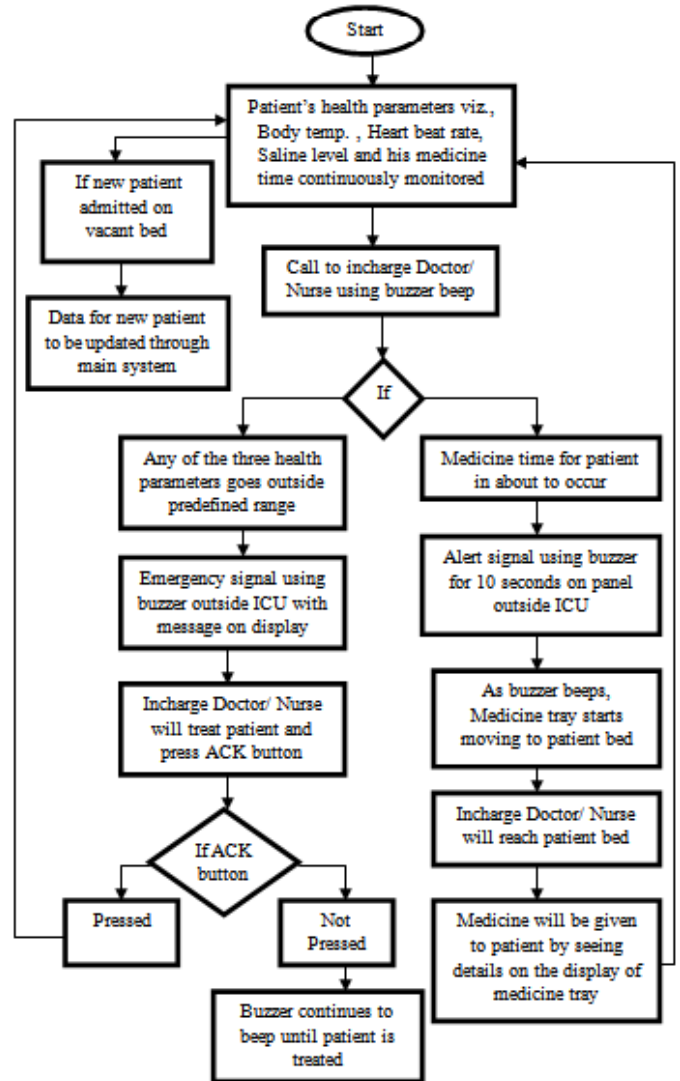 Start
Patient's health parameters viz.,
Body temp. , Heart beat rate,
Saline level and his medicine
time continuously monitored
If new patient
admitted on
vacant bed
Data for new patient
to be updated through
main system
Call to incharge Doctor/
Nurse using buzzer beep
If
Any of the three health
parameters goes outside
predefined range
Emergency signal using
buzzer outside ICU with
message on display
Incharge Doctor/ Nurse
will treat patient and
press ACK button
If ACK
button
Pressed
Not
Pressed
Buzzer continues to
beep until patient is
treated
Medicine time for patient
in about to occur
Alert signal using buzzer
for 10 seconds on panel
outside ICU
As buzzer beeps,
Medicine tray starts
moving to patient bed
Incharge Doctor/ Nurse
will reach patient bed
Medicine will be given
to patient by seeing
details on the display of
medicine tray